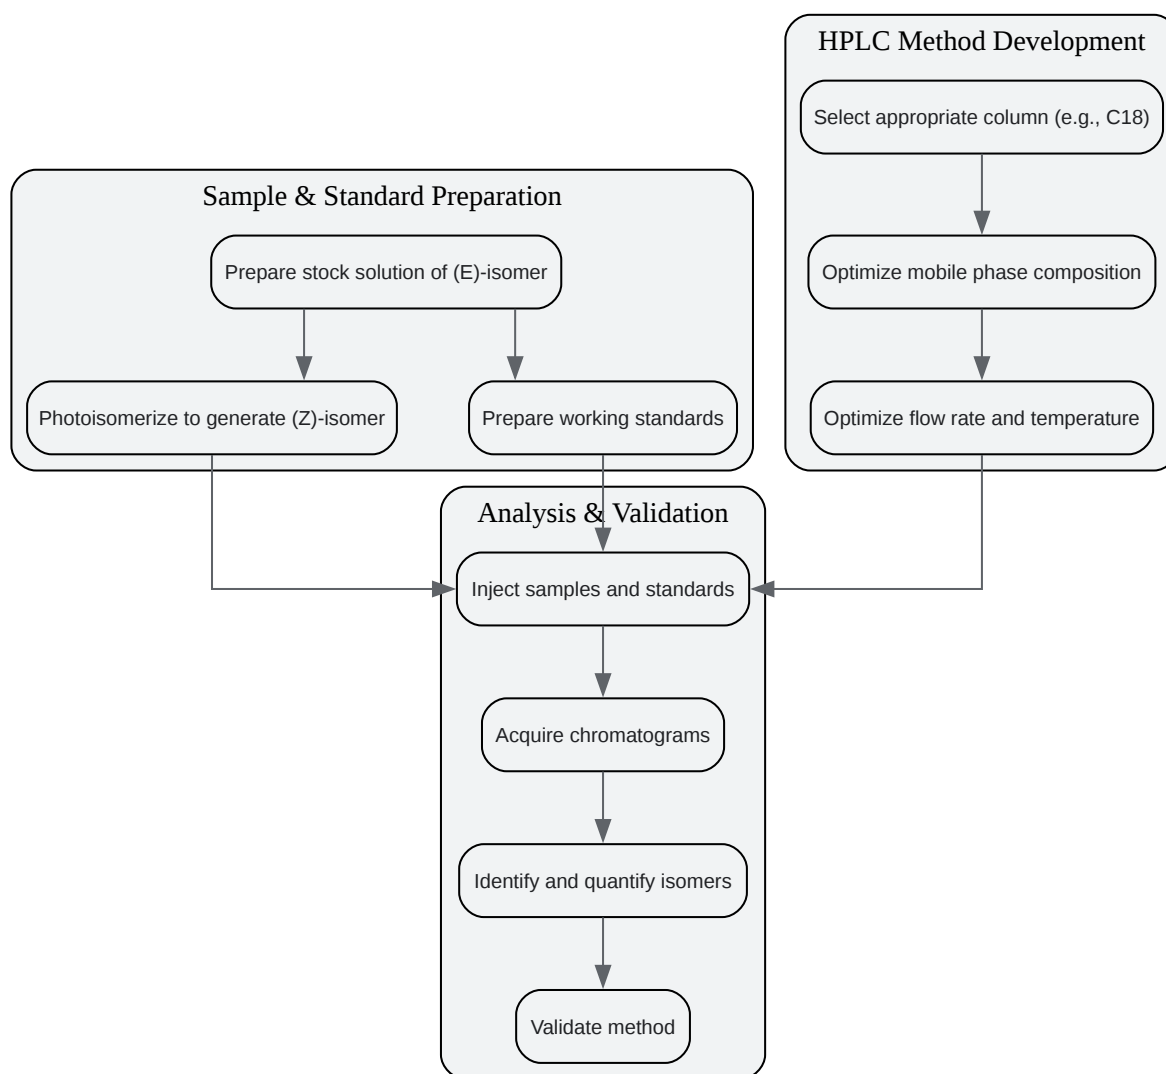 HPLC Method Development
Select appropriate column (e.g., C18)
Optimize mobile phase composition
Optimize flow rate and temperature
Sample & Standard Preparation
Prepare stock solution of (E)-isomer
Photoisomerize to generate (Z)-isomer
Prepare working standards
Analysis & Validation
Inject samples and standards
Acquire chromatograms
Identify and quantify isomers
Validate method